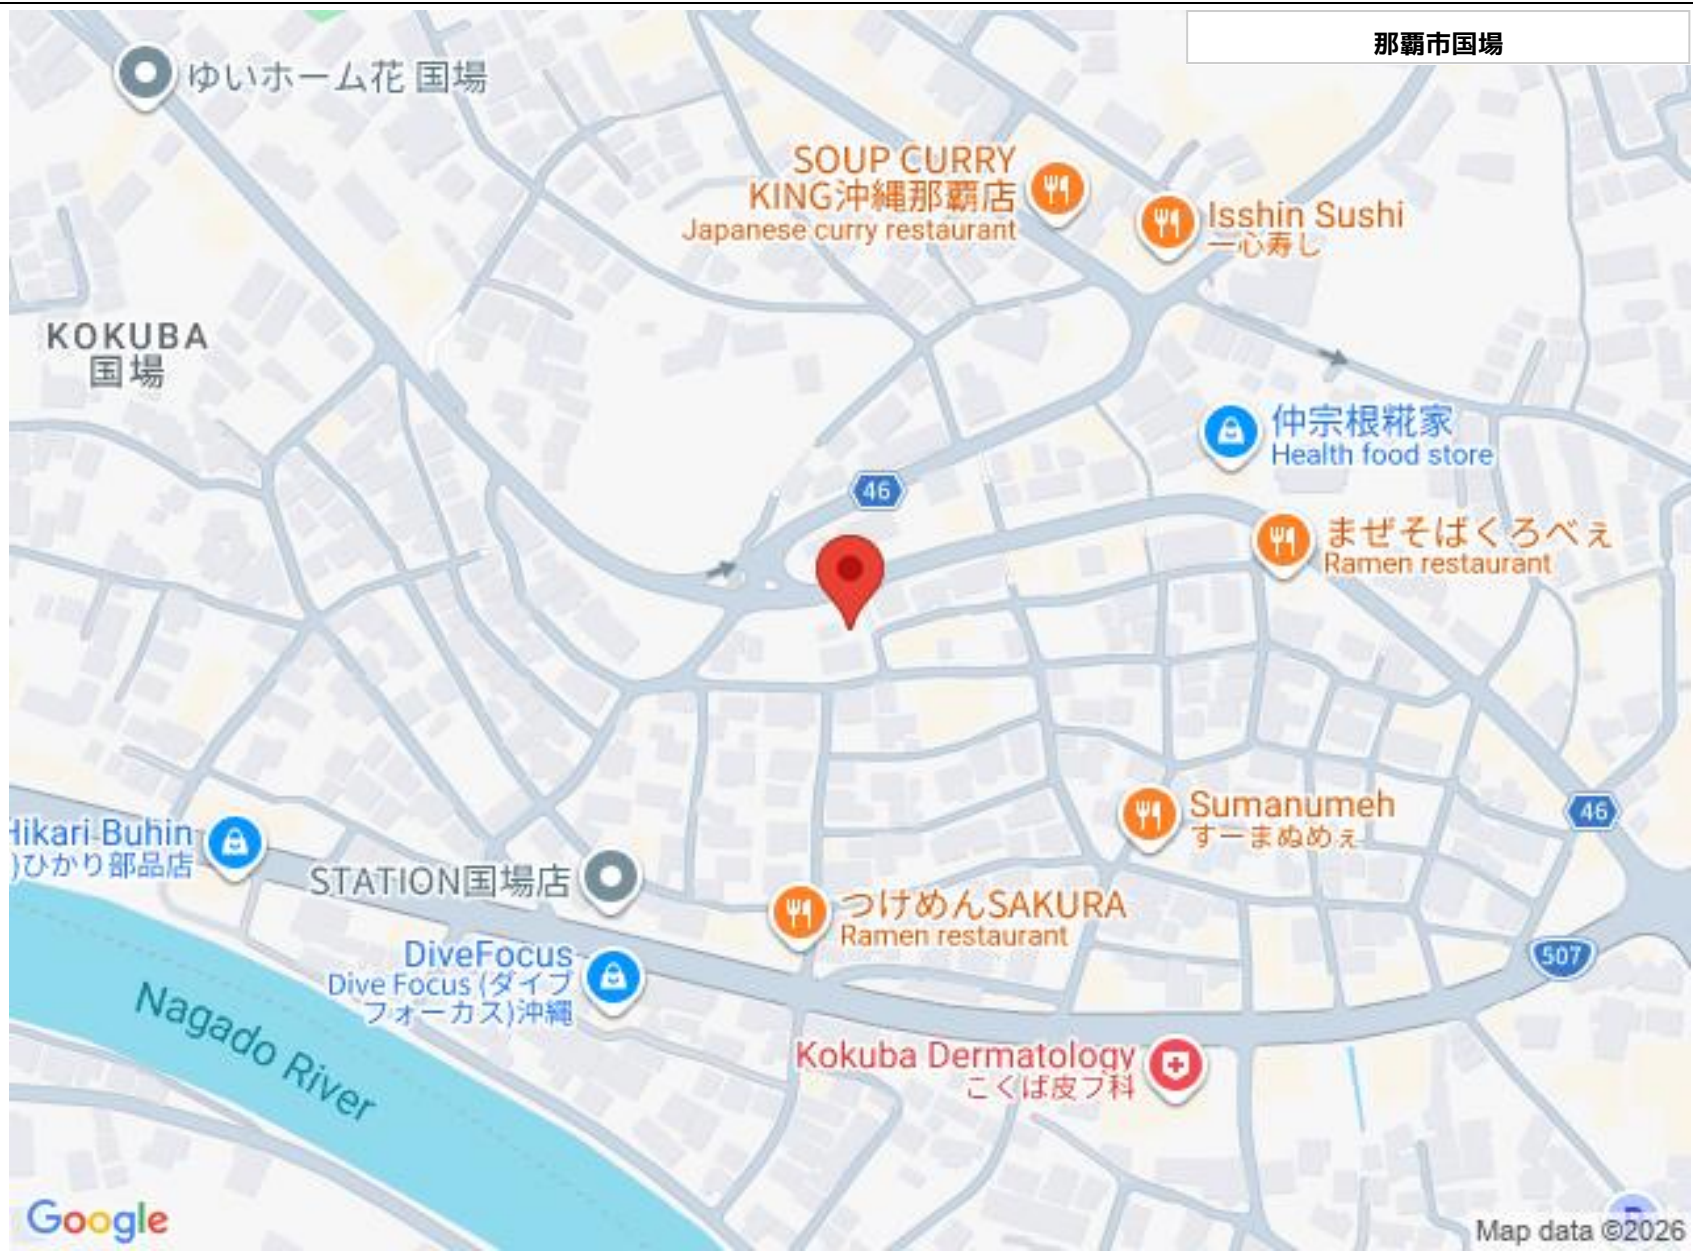 那覇市国場
ゆいホーム花 国場
SOUP CURRY
KING沖縄那覇店
Japanese curry restaurant
Isshin Sushi
一心寿し
KOKUBA
国場
仲宗根糀家
Health food store
46
まぜそばくろべぇ
Ramen restaurant
Sumanumeh
すーまぬめぇ
46
Hikari Buhin
)ひかり部品店
STATION国場店
つけめんSAKURA
Ramen restaurant
507
DiveFocus
Dive Focus (ダイブ
フォーカス)沖縄
Nagado River
Kokuba Dermatology
こくば皮フ科
Google
Map data ©2026